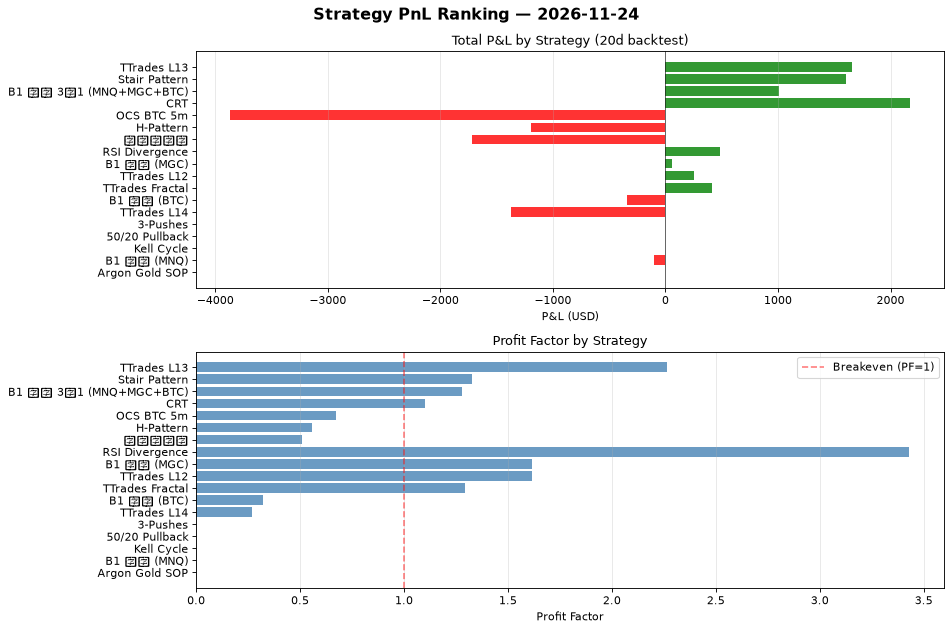 Strategy PnL Ranking — 2026-11-24
Total P&L by Strategy (20d backtest)
TTrades L13
Stair Pattern
B1 3 1 (MNQ+MGC+BTC)
CRT
OCS BTC 5m
H-Pattern
RSI Divergence
B1 (MGC)
TTrades L12
TTrades Fractal
B1 (BTC)
TTrades L14
3-Pushes
50/20 Pullback
Kell Cycle
B1 (MNQ)
Argon Gold SOP
−4000 −3000 −2000 −1000 0 1000 2000
P&L (USD)
Profit Factor by Strategy
TTrades L13
Stair Pattern
B1 3 1 (MNQ+MGC+BTC)
CRT
OCS BTC 5m
H-Pattern
RSI Divergence
B1 (MGC)
TTrades L12
TTrades Fractal
B1 (BTC)
TTrades L14
3-Pushes
50/20 Pullback
Kell Cycle
B1 (MNQ)
Argon Gold SOP
Breakeven (PF=1)
0.0 0.5 1.0 1.5 2.0 2.5 3.0 3.5
Profit Factor